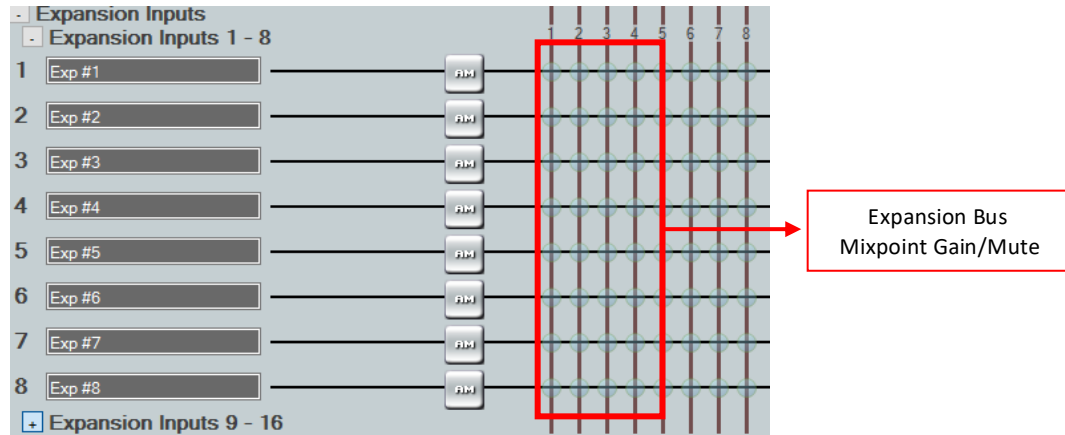 - Expansion Inputs
- Expansion Inputs 1 - 8
1 2 3 4 5 6 7 8
1 Exp #1 AM
2 Exp #2 AM
3 Exp #3 AM
4 Exp #4 AM
Expansion Bus
Mixpoint Gain/Mute
5 Exp #5 AM
6 Exp #6 AM
7 Exp #7 AM
8 Exp #8 AM
+ Expansion Inputs 9 - 16